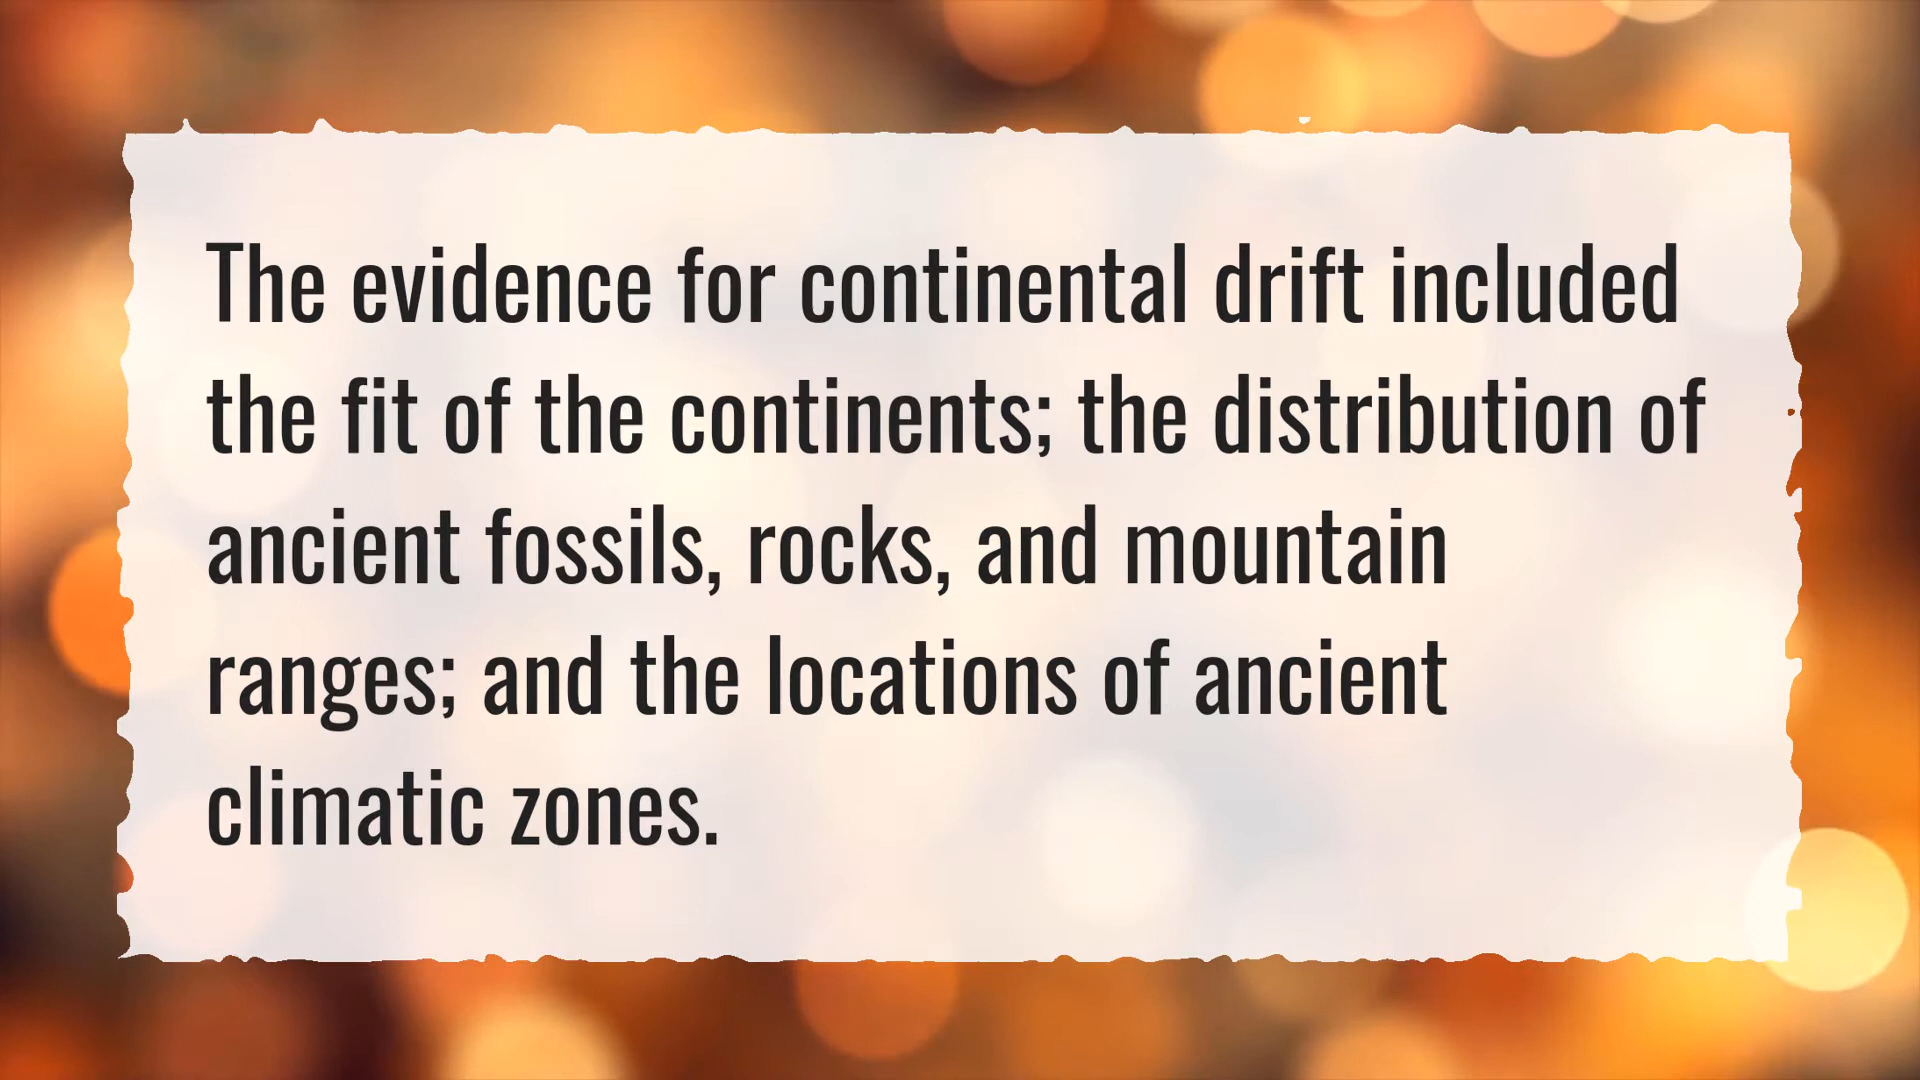 The evidence for continental drift included
the fit of the continents; the distribution of
ancient fossils, rocks, and mountain
ranges; and the locations of ancient
climatic zones.